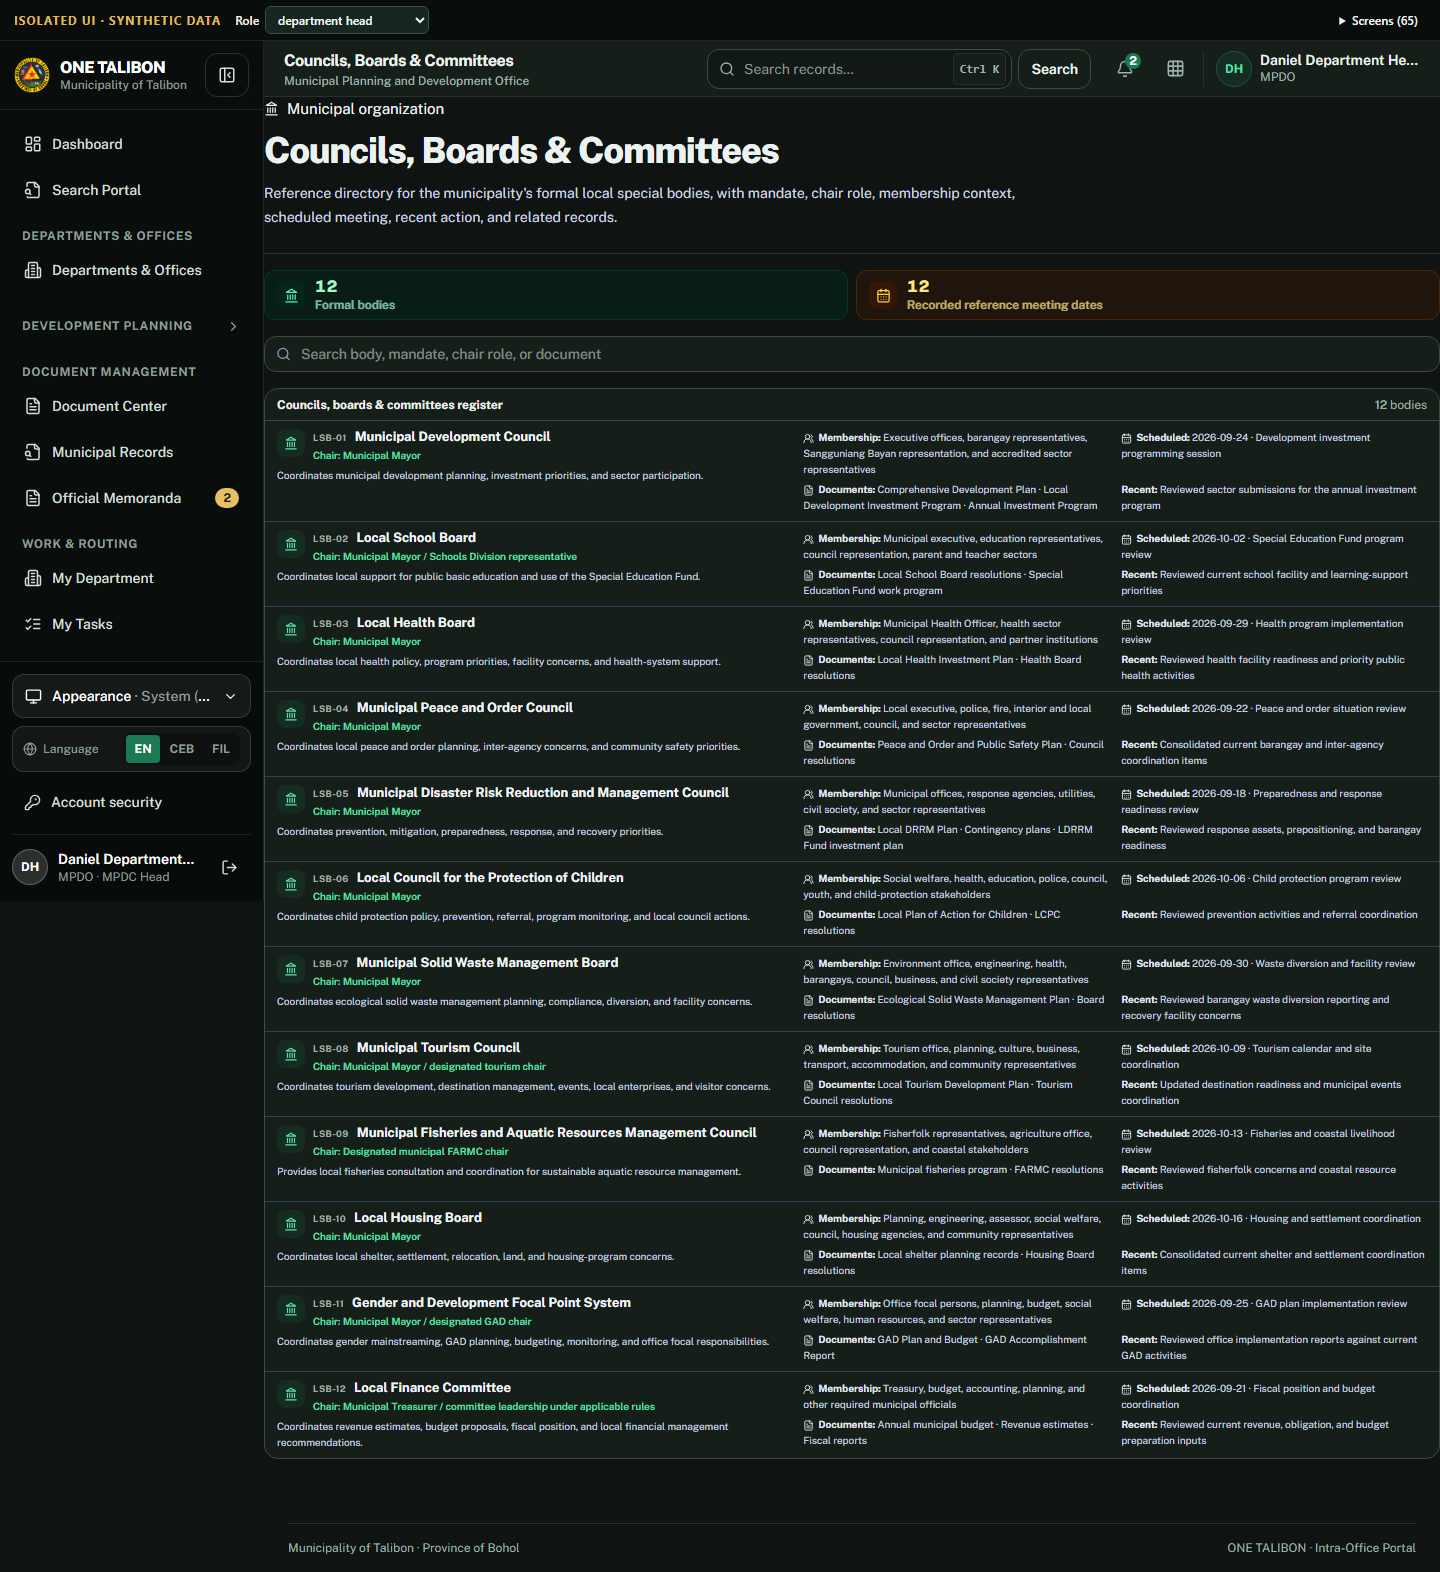 ISOLATED UI · SYNTHETIC DATA Role department head Screens (65)
ONE TALIBON
Municipality of Talibon
Councils, Boards & Committees
Municipal Planning and Development Office
Search records... Ctrl K Search 2 DH Daniel Department He...
MPDO
Dashboard
Search Portal
DEPARTMENTS & OFFICES
Departments & Offices
DEVELOPMENT PLANNING
DOCUMENT MANAGEMENT
Document Center
Municipal Records
Official Memoranda 2
WORK & ROUTING
My Department
My Tasks
Appearance · System (...
Language EN CEB FIL
Account security
DH Daniel Department...
MPDO · MPDC Head
Municipal organization
Councils, Boards & Committees
Reference directory for the municipality's formal local special bodies, with mandate, chair role, membership context,
scheduled meeting, recent action, and related records.
12
Formal bodies
12
Recorded reference meeting dates
Search body, mandate, chair role, or document
Councils, boards & committees register 12 bodies
LSB-01 Municipal Development Council
Chair: Municipal Mayor
Coordinates municipal development planning, investment priorities, and sector participation.
Membership: Executive offices, barangay representatives,
Sangguniang Bayan representation, and accredited sector
representatives
Documents: Comprehensive Development Plan · Local
Development Investment Program · Annual Investment Program
Scheduled: 2026-09-24 · Development investment
programming session
Recent: Reviewed sector submissions for the annual investment
program
LSB-02 Local School Board
Chair: Municipal Mayor / Schools Division representative
Coordinates local support for public basic education and use of the Special Education Fund.
Membership: Municipal executive, education representatives,
council representation, parent and teacher sectors
Documents: Local School Board resolutions · Special
Education Fund work program
Scheduled: 2026-10-02 · Special Education Fund program
review
Recent: Reviewed current school facility and learning-support
priorities
LSB-03 Local Health Board
Chair: Municipal Mayor
Coordinates local health policy, program priorities, facility concerns, and health-system support.
Membership: Municipal Health Officer, health sector
representatives, council representation, and partner institutions
Documents: Local Health Investment Plan · Health Board
resolutions
Scheduled: 2026-09-29 · Health program implementation
review
Recent: Reviewed health facility readiness and priority public
health activities
LSB-04 Municipal Peace and Order Council
Chair: Municipal Mayor
Coordinates local peace and order planning, inter-agency concerns, and community safety priorities.
Membership: Local executive, police, fire, interior and local
government, council, and sector representatives
Documents: Peace and Order and Public Safety Plan · Council
resolutions
Scheduled: 2026-09-22 · Peace and order situation review
Recent: Consolidated current barangay and inter-agency
coordination items
LSB-05 Municipal Disaster Risk Reduction and Management Council
Chair: Municipal Mayor
Coordinates prevention, mitigation, preparedness, response, and recovery priorities.
Membership: Municipal offices, response agencies, utilities,
civil society, and sector representatives
Documents: Local DRRM Plan · Contingency plans · LDRRM
Fund investment plan
Scheduled: 2026-09-18 · Preparedness and response
readiness review
Recent: Reviewed response assets, prepositioning, and barangay
readiness
LSB-06 Local Council for the Protection of Children
Chair: Municipal Mayor
Coordinates child protection policy, prevention, referral, program monitoring, and local council actions.
Membership: Social welfare, health, education, police, council,
youth, and child-protection stakeholders
Documents: Local Plan of Action for Children · LCPC
resolutions
Scheduled: 2026-10-06 · Child protection program review
Recent: Reviewed prevention activities and referral coordination
LSB-07 Municipal Solid Waste Management Board
Chair: Municipal Mayor
Coordinates ecological solid waste management planning, compliance, diversion, and facility concerns.
Membership: Environment office, engineering, health,
barangays, council, business, and civil society representatives
Documents: Ecological Solid Waste Management Plan · Board
resolutions
Scheduled: 2026-09-30 · Waste diversion and facility review
Recent: Reviewed barangay waste diversion reporting and
recovery facility concerns
LSB-08 Municipal Tourism Council
Chair: Municipal Mayor / designated tourism chair
Coordinates tourism development, destination management, events, local enterprises, and visitor concerns.
Membership: Tourism office, planning, culture, business,
transport, accommodation, and community representatives
Documents: Local Tourism Development Plan · Tourism
Council resolutions
Scheduled: 2026-10-09 · Tourism calendar and site
coordination
Recent: Updated destination readiness and municipal events
coordination
LSB-09 Municipal Fisheries and Aquatic Resources Management Council
Chair: Designated municipal FARMC chair
Provides local fisheries consultation and coordination for sustainable aquatic resource management.
Membership: Fisherfolk representatives, agriculture office,
council representation, and coastal stakeholders
Documents: Municipal fisheries program · FARMC resolutions
Scheduled: 2026-10-13 · Fisheries and coastal livelihood
review
Recent: Reviewed fisherfolk concerns and coastal resource
activities
LSB-10 Local Housing Board
Chair: Municipal Mayor
Coordinates local shelter, settlement, relocation, land, and housing-program concerns.
Membership: Planning, engineering, assessor, social welfare,
council, housing agencies, and community representatives
Documents: Local shelter planning records · Housing Board
resolutions
Scheduled: 2026-10-16 · Housing and settlement coordination
Recent: Consolidated current shelter and settlement coordination
items
LSB-11 Gender and Development Focal Point System
Chair: Municipal Mayor / designated GAD chair
Coordinates gender mainstreaming, GAD planning, budgeting, monitoring, and office focal responsibilities.
Membership: Office focal persons, planning, budget, social
welfare, human resources, and sector representatives
Documents: GAD Plan and Budget · GAD Accomplishment
Report
Scheduled: 2026-09-25 · GAD plan implementation review
Recent: Reviewed office implementation reports against current
GAD activities
LSB-12 Local Finance Committee
Chair: Municipal Treasurer / committee leadership under applicable rules
Coordinates revenue estimates, budget proposals, fiscal position, and local financial management
recommendations.
Membership: Treasury, budget, accounting, planning, and
other required municipal officials
Documents: Annual municipal budget · Revenue estimates ·
Fiscal reports
Scheduled: 2026-09-21 · Fiscal position and budget
coordination
Recent: Reviewed current revenue, obligation, and budget
preparation inputs
Municipality of Talibon · Province of Bohol ONE TALIBON · Intra-Office Portal